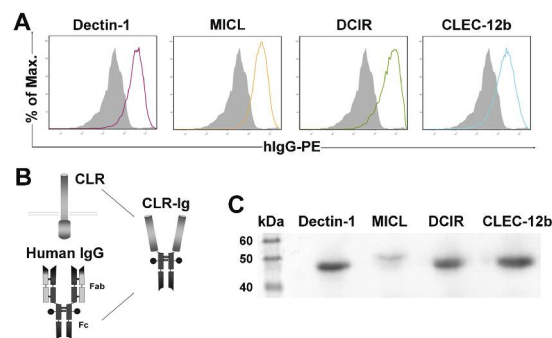 A
Dectin-1 MICL DCIR CLEC-12b
% of Max.
hIgG-PE
B
CLR
CLR-Ig
Human IgG
Fab
Fc
C
kDa Dectin-1 MICL DCIR CLEC-12b
60
50
40